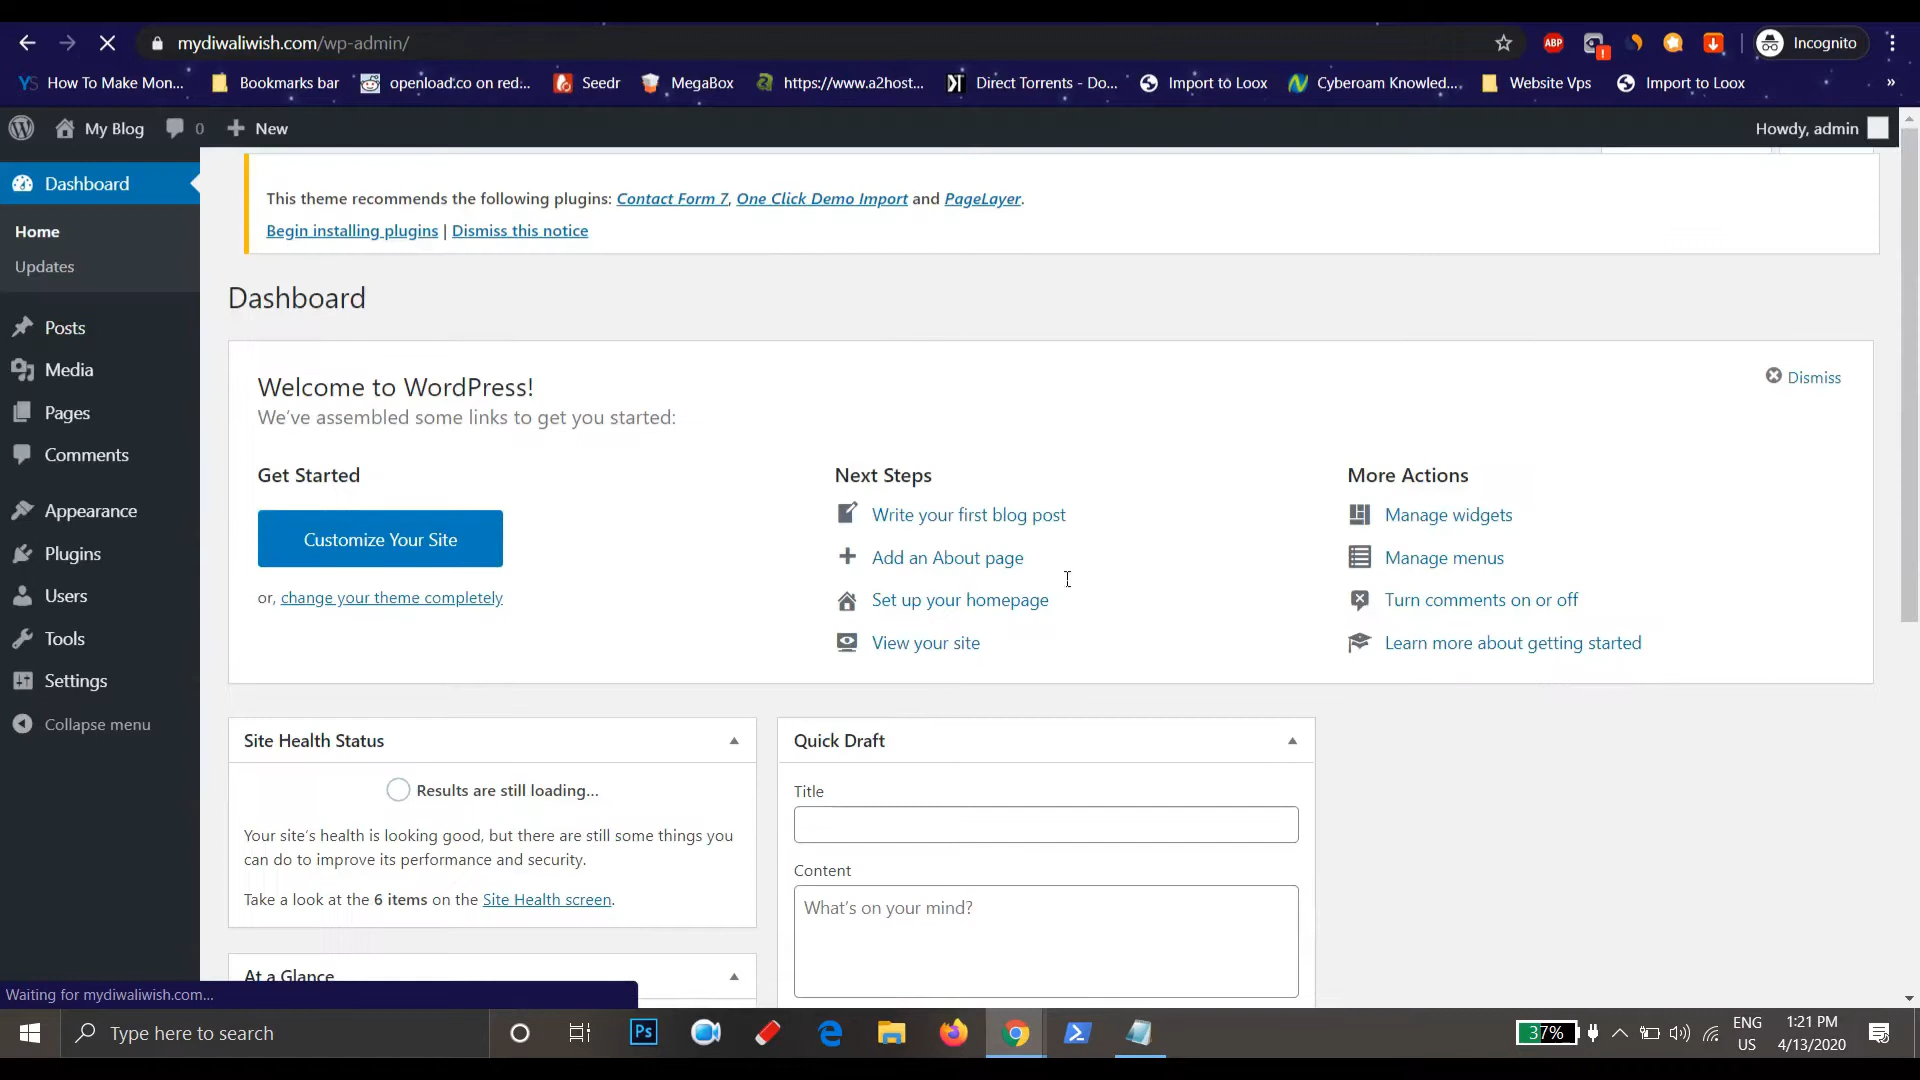 mydiwaliwish.com/wp-admin/
ABP
Incognito
YS How To Make Mon...
Bookmarks bar
openload.co on red...
Seedr
MegaBox
https://www.a2host...
Direct Torrents - Do...
Import to Loox
Cyberoam Knowled...
Website Vps
Import to Loox
»
My Blog
0
New
Howdy, admin
Dashboard
Home
Updates
Posts
Media
Pages
Comments
Appearance
Plugins
Users
Tools
Settings
Collapse menu
This theme recommends the following plugins: Contact Form 7, One Click Demo Import and PageLayer.
Begin installing plugins | Dismiss this notice
Dashboard
Welcome to WordPress!
We've assembled some links to get you started:
Dismiss
Get Started
Customize Your Site
or, change your theme completely
Next Steps
Write your first blog post
Add an About page
Set up your homepage
View your site
More Actions
Manage widgets
Manage menus
Turn comments on or off
Learn more about getting started
Site Health Status
Results are still loading...
Your site's health is looking good, but there are still some things you
can do to improve its performance and security.
Take a look at the 6 items on the Site Health screen.
At a Glance
Quick Draft
Title
Content
What's on your mind?
Waiting for mydiwaliwish.com...
Type here to search
Ps
37%
ENG
US
1:21 PM
4/13/2020